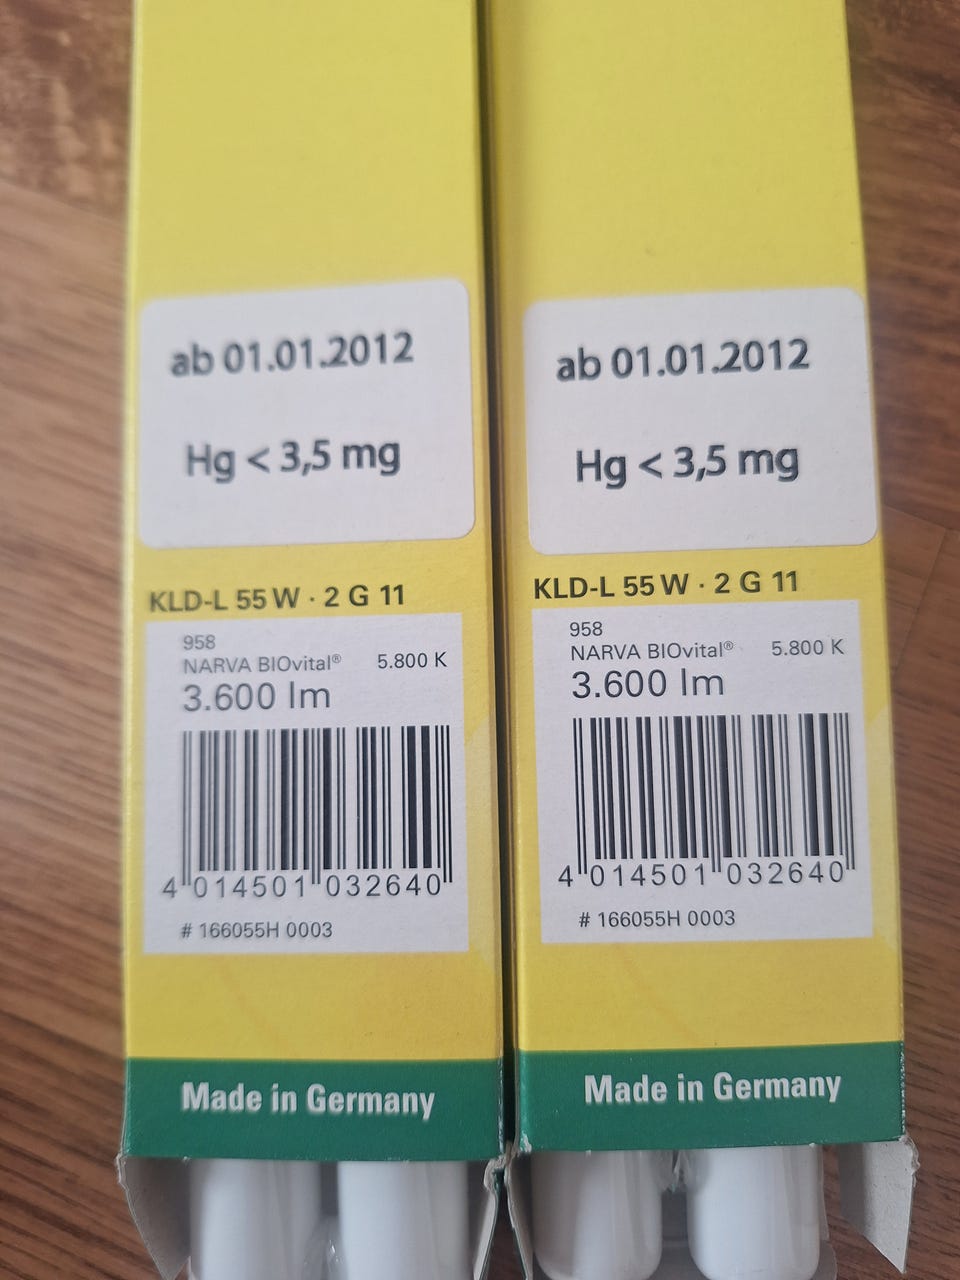 ab 01.01.2012
Hg < 3,5 mg
KLD-L 55 W · 2 G 11
958
NARVA BIOvital® 5.800 K
3.600 lm
4 014501 032640
# 166055H 0003
Made in Germany
ab 01.01.2012
Hg < 3,5 mg
KLD-L 55 W · 2 G 11
958
NARVA BIOvital® 5.800 K
3.600 lm
4 014501 032640
# 166055H 0003
Made in Germany